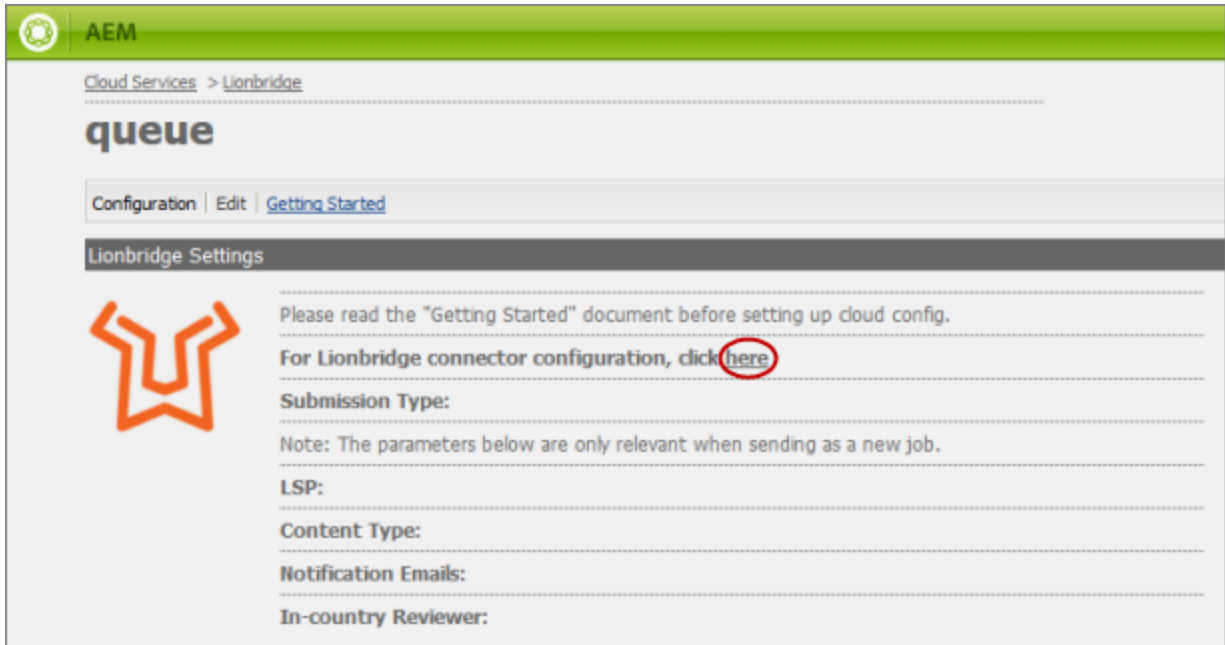 AEM
Cloud Services > Lionbridge
queue
Configuration | Edit | Getting Started
Lionbridge Settings
Please read the "Getting Started" document before setting up cloud config.
For Lionbridge connector configuration, click here
Submission Type:
Note: The parameters below are only relevant when sending as a new job.
LSP:
Content Type:
Notification Emails:
In-country Reviewer: